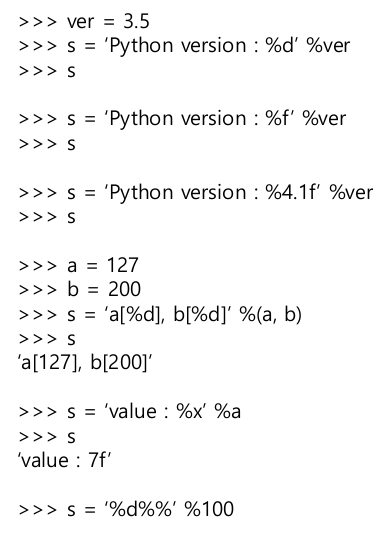 >>> ver = 3.5
>>> s = ‘Python version : %d’ %ver
>>> s
>>> s = ‘Python version : %f’ %ver
>>> s
>>> s = ‘Python version : %4.1f’ %ver
>>> s
>>> a = 127
>>> b = 200
>>> s = ‘a[%d], b[%d]’ %(a, b)
>>> s
‘a[127], b[200]’
>>> s = ‘value : %x’ %a
>>> s
‘value : 7f’
>>> s = ‘%d%%’ %100